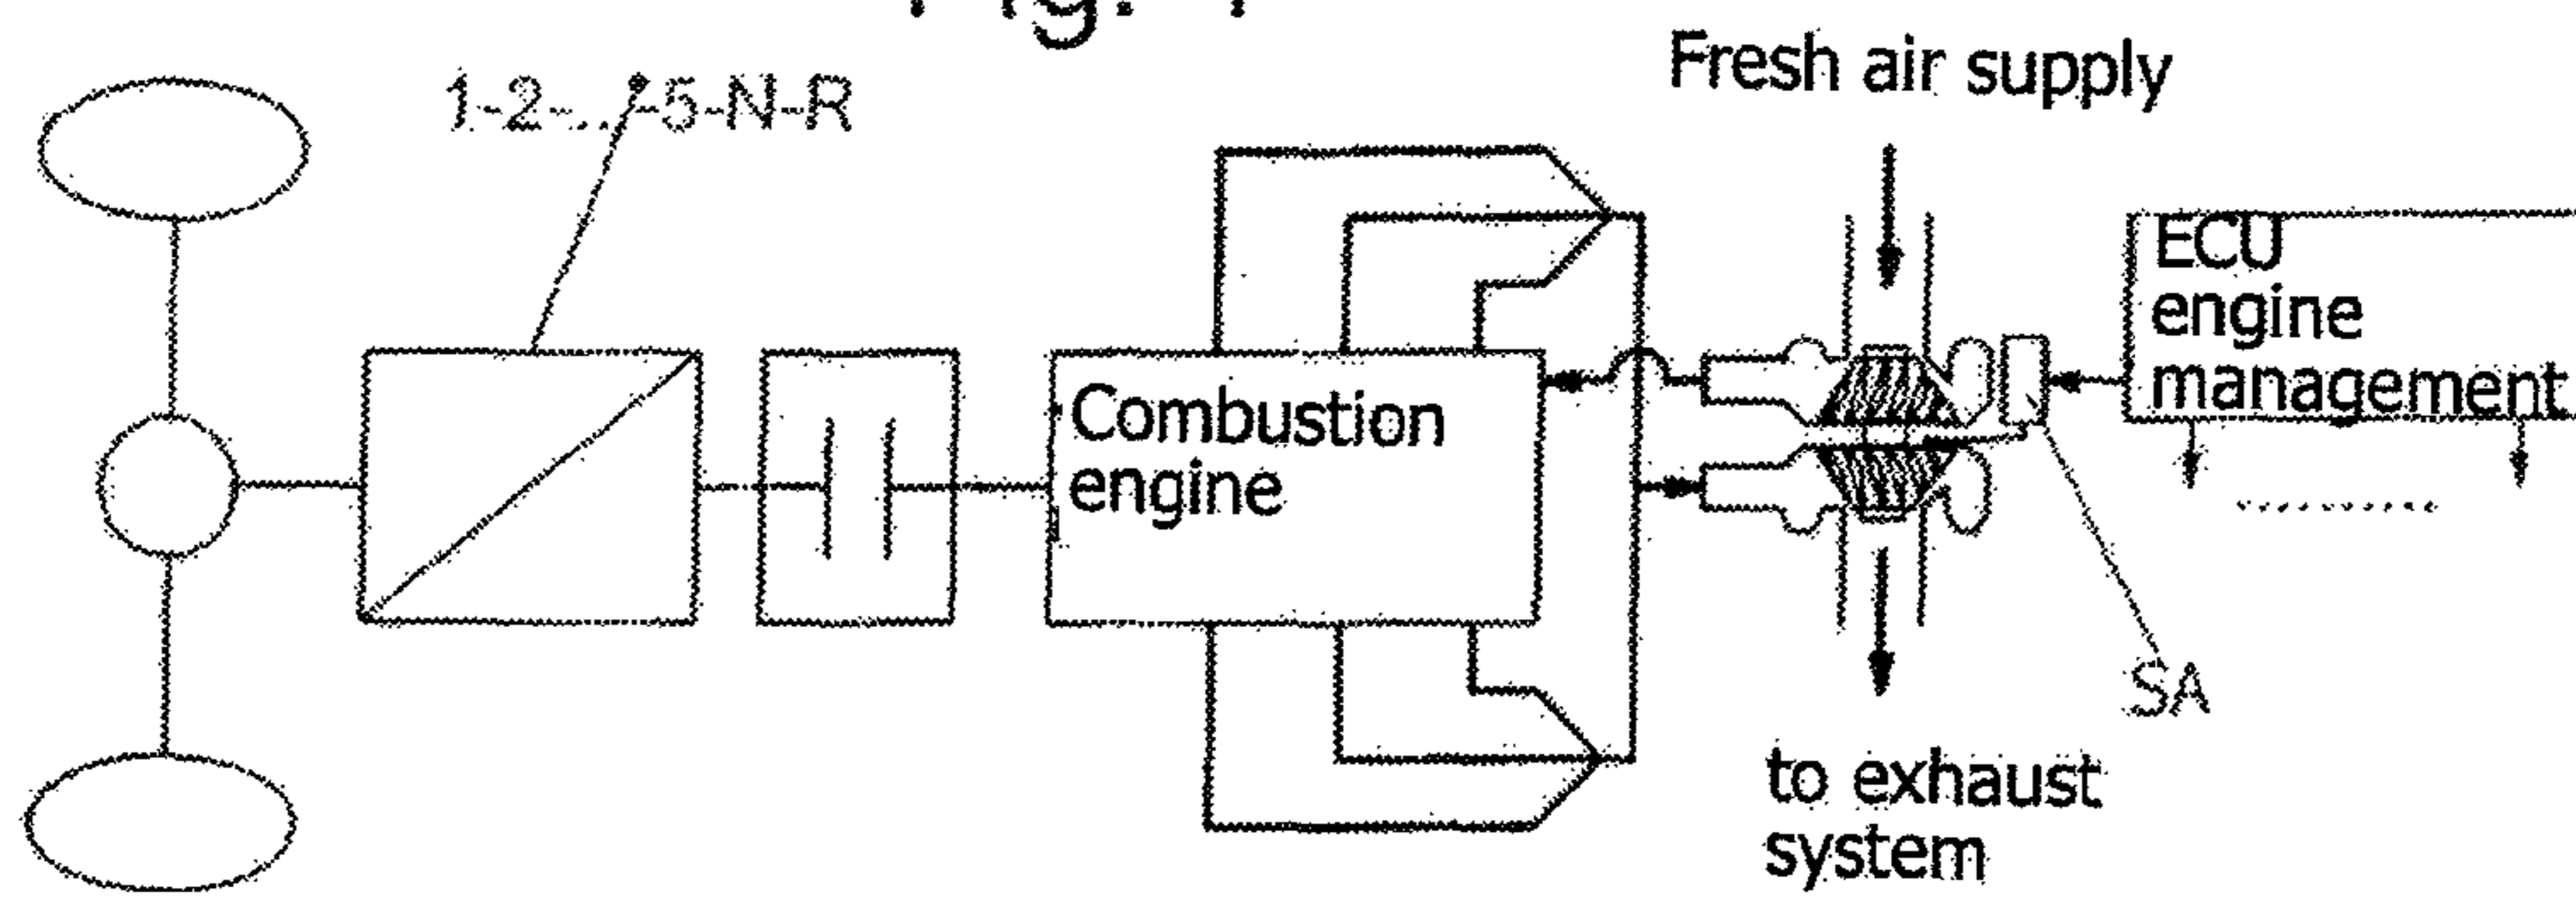 1-2-...-5-N-R
Fresh air supply
ECU
engine
management
Combustion
engine
SA
to exhaust
system